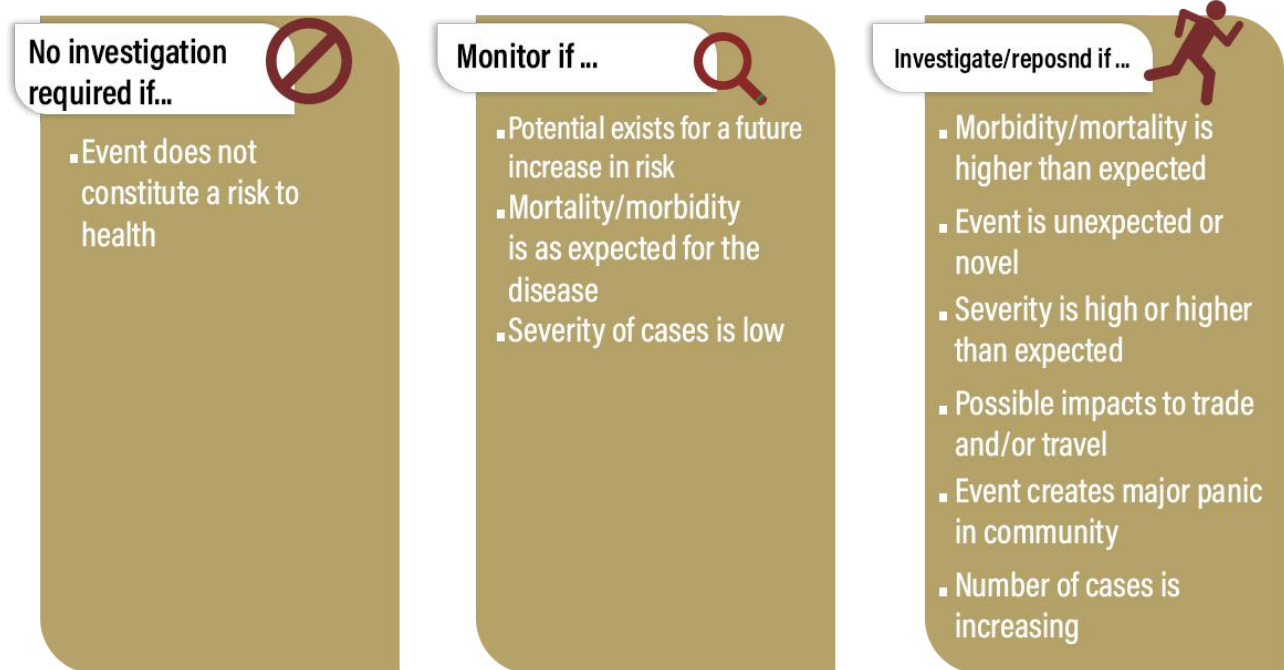 No investigation
required if...
▪Event does not
constitute a risk to
health
Monitor if ...
▪Potential exists for a future
increase in risk
▪Mortality/morbidity
is as expected for the
disease
▪Severity of cases is low
Investigate/reposnd if ...
▪ Morbidity/mortality is
higher than expected
▪ Event is unexpected or
novel
▪ Severity is high or higher
than expected
▪ Possible impacts to trade
and/or travel
▪ Event creates major panic
in community
▪ Number of cases is
increasing